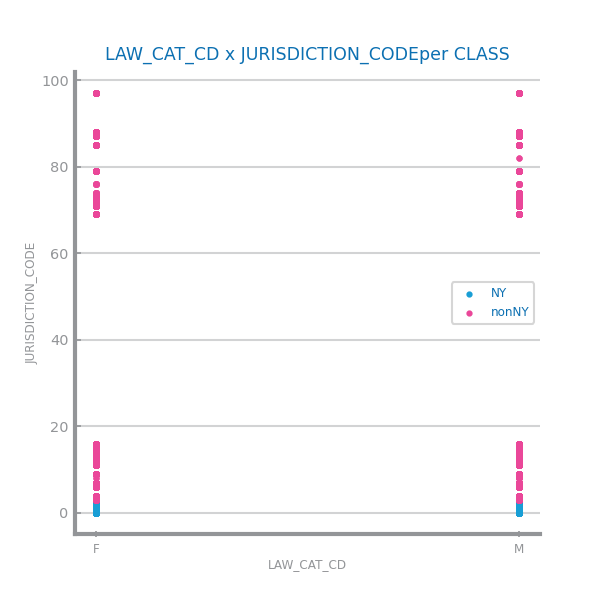 LAW_CAT_CD x JURISDICTION_CODEper CLASS
100
80
60
40
20
0
JURISDICTION_CODE
NY
nonNY
F
M
LAW_CAT_CD